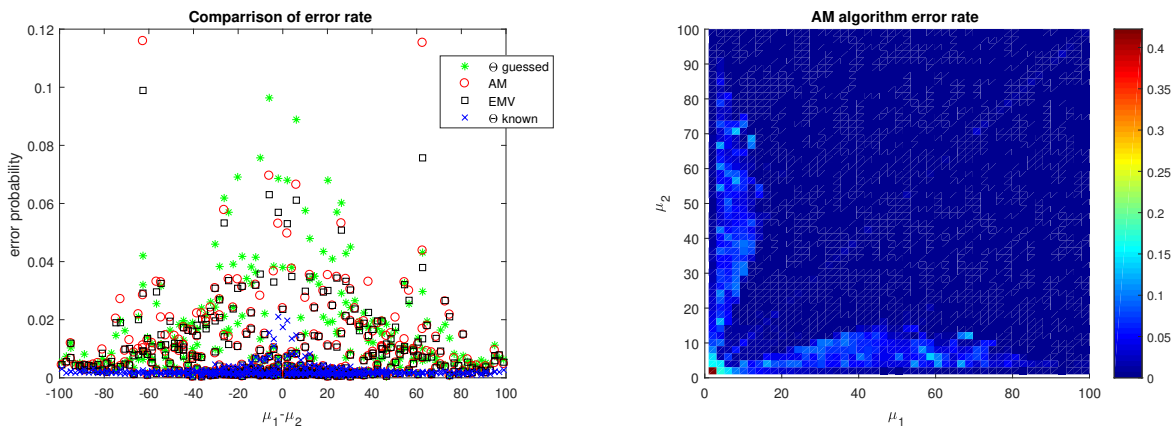 Comparrison of error rate
0.12
0.1
0.08
0.06
0.04
0.02
0
error probability
-100 -80 -60 -40 -20 0 20 40 60 80 100
μ1-μ2
Θ guessed
AM
EMV
Θ known
AM algorithm error rate
100
90
80
70
60
50
40
30
20
10
0
μ2
0 20 40 60 80 100
μ1
0.4
0.35
0.3
0.25
0.2
0.15
0.1
0.05
0